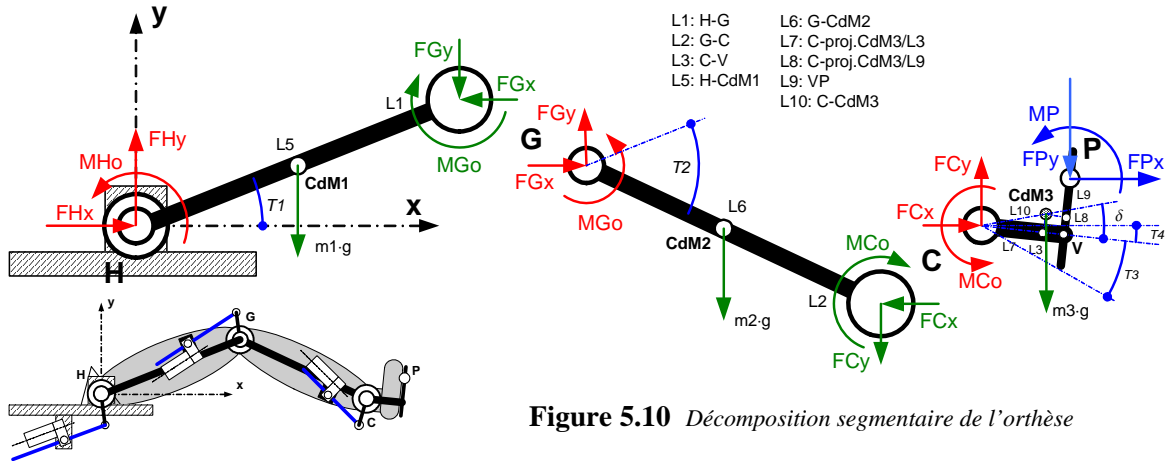 y
FGy
FGx
L1
MGo
FHy
MHo
L5
CdM1
T1
x
FHx
m1·g
H
L1: H-G
L2: G-C
L3: C-V
L5: H-CdM1
L6: G-CdM2
L7: C-proj.CdM3/L3
L8: C-proj.CdM3/L9
L9: VP
L10: C-CdM3
FGy
G
T2
FGx
MGo
L6
CdM2
MCo
L2
C
m2·g
FCx
FCy
MP
P
FPy
FPx
FCy
CdM3
L9
L10
L8
δ
FCx
T4
V
L7
L3
MCo
T3
m3·g
y
G
H
x
P
C
Figure 5.10 Décomposition segmentaire de l'orthèse